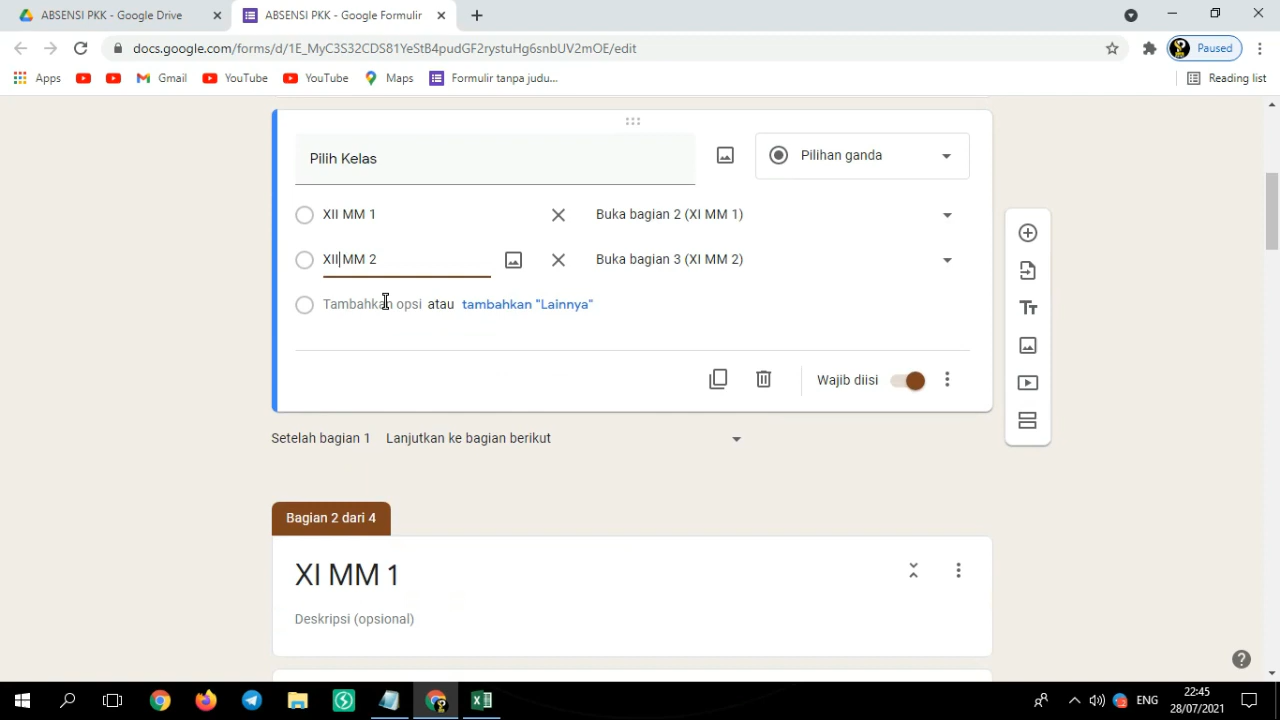 ABSENSI PKK - Google Drive
ABSENSI PKK - Google Formulir
docs.google.com/forms/d/1E_MyC3S32CDS81YeStB4pudGF2rystuHg6snbUV2mOE/edit
Paused
Apps
Gmail
YouTube
YouTube
Maps
Formulir tanpa judu...
Reading list
Pilih Kelas
Pilihan ganda
XII MM 1
Buka bagian 2 (XI MM 1)
XII MM 2
Buka bagian 3 (XI MM 2)
Tambahkan opsi atau tambahkan "Lainnya"
Wajib diisi
Setelah bagian 1 Lanjutkan ke bagian berikut
Bagian 2 dari 4
XI MM 1
Deskripsi (opsional)
ENG
22:45
28/07/2021